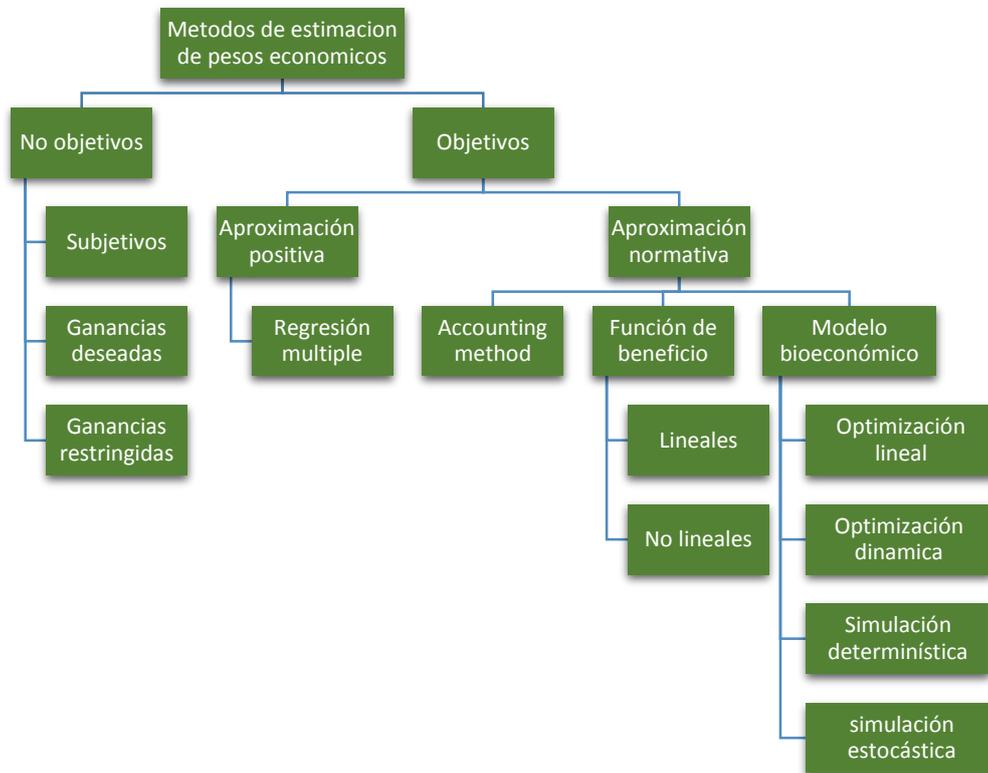 Metodos de estimacion
de pesos economicos
No objetivos
Objetivos
Subjetivos
Ganancias
deseadas
Ganancias
restringidas
Aproximación
positiva
Regresión
multiple
Aproximación
normativa
Accounting
method
Función de
beneficio
Lineales
No lineales
Modelo
bioeconómico
Optimización
lineal
Optimización
dinamica
Simulación
determinística
simulación
estocástica